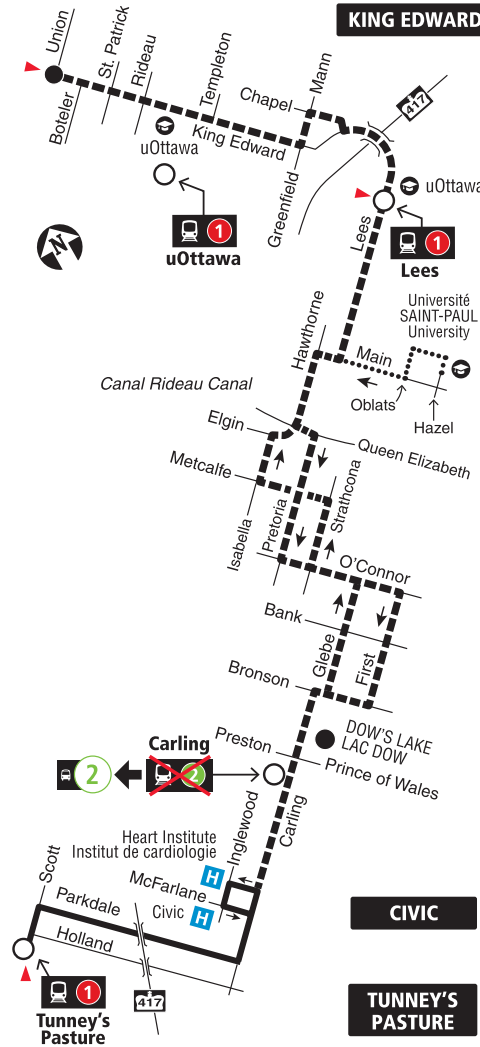 KING EDWARD
Union
St. Patrick
Rideau
Templeton
Mann
Chapel
417
Boteler
King Edward
uOttawa
Greenfield
uOttawa
1
uOttawa
N
Lees
1
Lees
Université
SAINT-PAUL
University
Hawthorne
Main
Oblats
Hazel
Canal Rideau Canal
Elgin
Queen Elizabeth
Metcalfe
Strathcona
Isabella
Pretoria
O'Connor
Bank
Glebe
First
Bronson
DOW'S LAKE
LAC DOW
Preston
Prince of Wales
Carling
2
2
Carling
Inglewood
Heart Institute
Institut de cardiologie
H
McFarlane
Civic
H
Scott
Parkdale
Holland
417
1
Tunney's
Pasture
CIVIC
TUNNEY'S
PASTURE